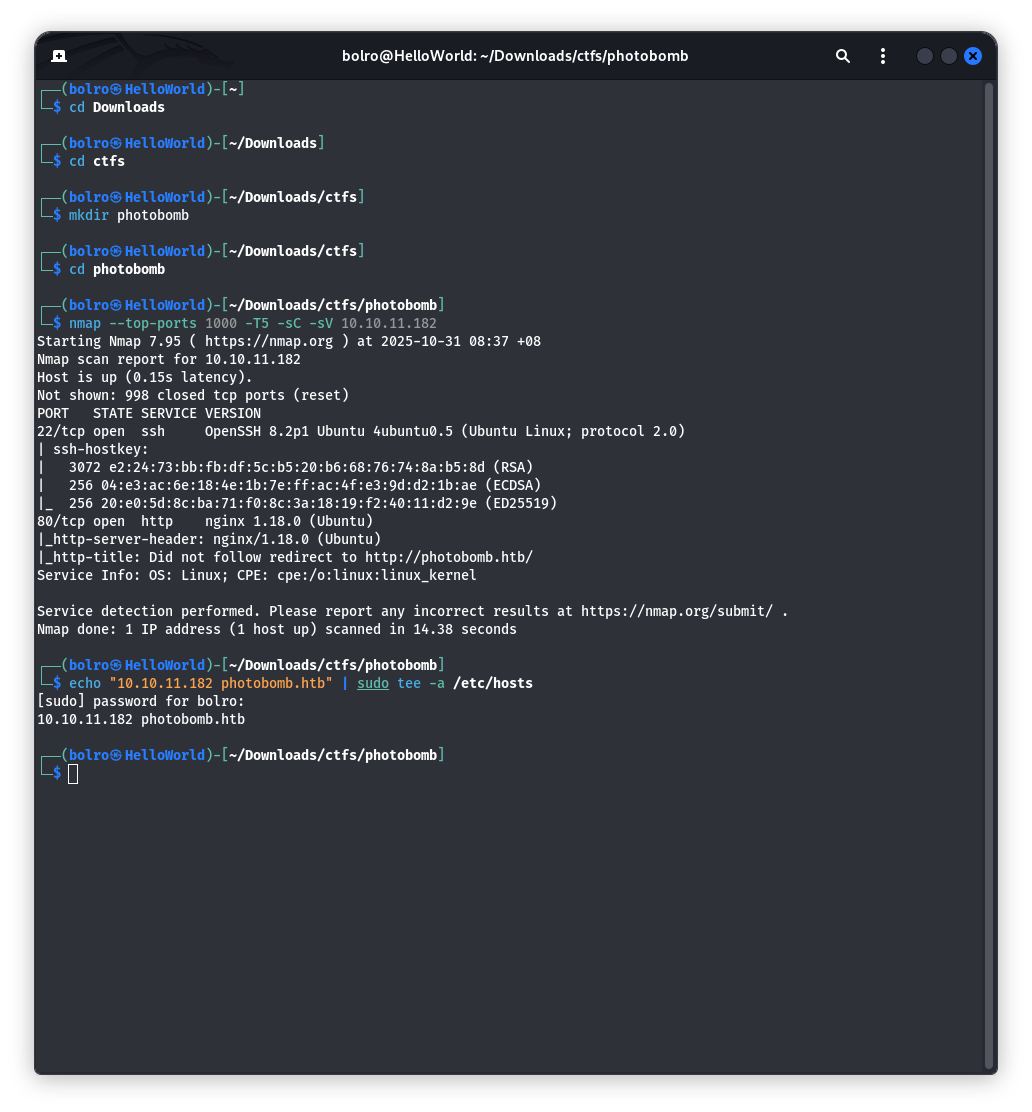 bolro@HelloWorld: ~/Downloads/ctfs/photobomb
┌──(bolro㉿HelloWorld)-[~]
└─$ cd Downloads
┌──(bolro㉿HelloWorld)-[~/Downloads]
└─$ cd ctfs
┌──(bolro㉿HelloWorld)-[~/Downloads/ctfs]
└─$ mkdir photobomb
┌──(bolro㉿HelloWorld)-[~/Downloads/ctfs]
└─$ cd photobomb
┌──(bolro㉿HelloWorld)-[~/Downloads/ctfs/photobomb]
└─$ nmap --top-ports 1000 -T5 -sC -sV 10.10.11.182
Starting Nmap 7.95 ( https://nmap.org ) at 2025-10-31 08:37 +08
Nmap scan report for 10.10.11.182
Host is up (0.15s latency).
Not shown: 998 closed tcp ports (reset)
PORT   STATE SERVICE VERSION
22/tcp open  ssh     OpenSSH 8.2p1 Ubuntu 4ubuntu0.5 (Ubuntu Linux; protocol 2.0)
| ssh-hostkey:
|   3072 e2:24:73:bb:fb:df:5c:b5:20:b6:68:76:74:8a:b5:8d (RSA)
|   256 04:e3:ac:6e:18:4e:1b:7e:ff:ac:4f:e3:9d:d2:1b:ae (ECDSA)
|_  256 20:e0:5d:8c:ba:71:f0:8c:3a:18:19:f2:40:11:d2:9e (ED25519)
80/tcp open  http    nginx 1.18.0 (Ubuntu)
|_http-server-header: nginx/1.18.0 (Ubuntu)
|_http-title: Did not follow redirect to http://photobomb.htb/
Service Info: OS: Linux; CPE: cpe:/o:linux:linux_kernel
Service detection performed. Please report any incorrect results at https://nmap.org/submit/ .
Nmap done: 1 IP address (1 host up) scanned in 14.38 seconds
┌──(bolro㉿HelloWorld)-[~/Downloads/ctfs/photobomb]
└─$ echo "10.10.11.182 photobomb.htb" | sudo tee -a /etc/hosts
[sudo] password for bolro:
10.10.11.182 photobomb.htb
┌──(bolro㉿HelloWorld)-[~/Downloads/ctfs/photobomb]
└─$